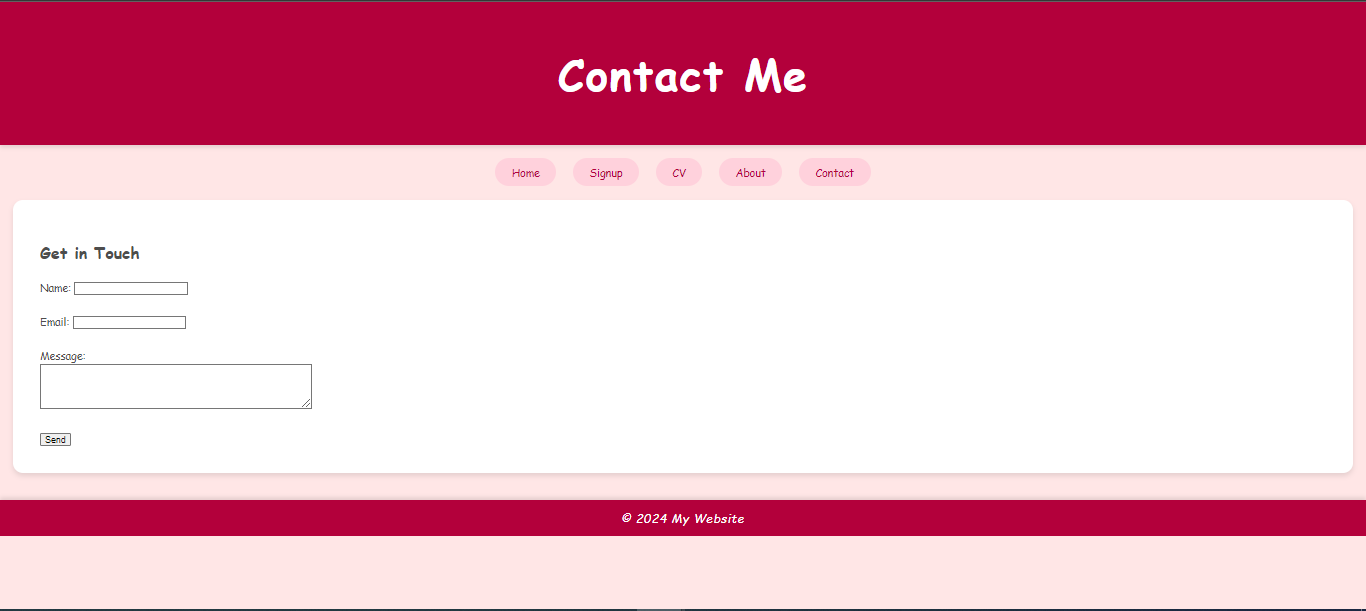 Contact Me
Home Signup CV About Contact
Get in Touch
Name:
Email:
Message:
Send
© 2024 My Website